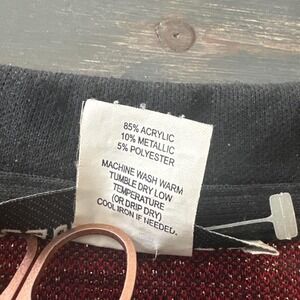 85% ACRYLIC
10% METALLIC
5% POLYESTER
MACHINE WASH WARM
TUMBLE DRY LOW
TEMPERATURE
(OR DRIP DRY)
COOL IRON IF NEEDED.